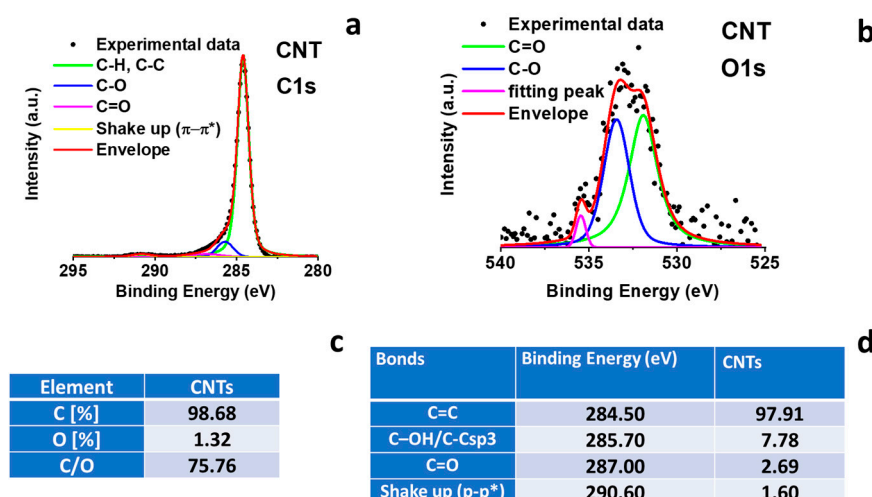 a
CNT
C1s
Experimental data
C-H, C-C
C-O
C=O
Shake up (π–π*)
Envelope
Intensity (a.u.)
295 290 285 280
Binding Energy (eV)
b
CNT
O1s
Experimental data
C=O
C-O
fitting peak
Envelope
Intensity (a.u.)
540 535 530 525
Binding Energy (eV)
c
Element CNTs
C [%] 98.68
O [%] 1.32
C/O 75.76
d
Bonds Binding Energy (eV) CNTs
C=C 284.50 97.91
C–OH/C-Csp3 285.70 7.78
C=O 287.00 2.69
Shake up (p-p*) 290.60 1.60